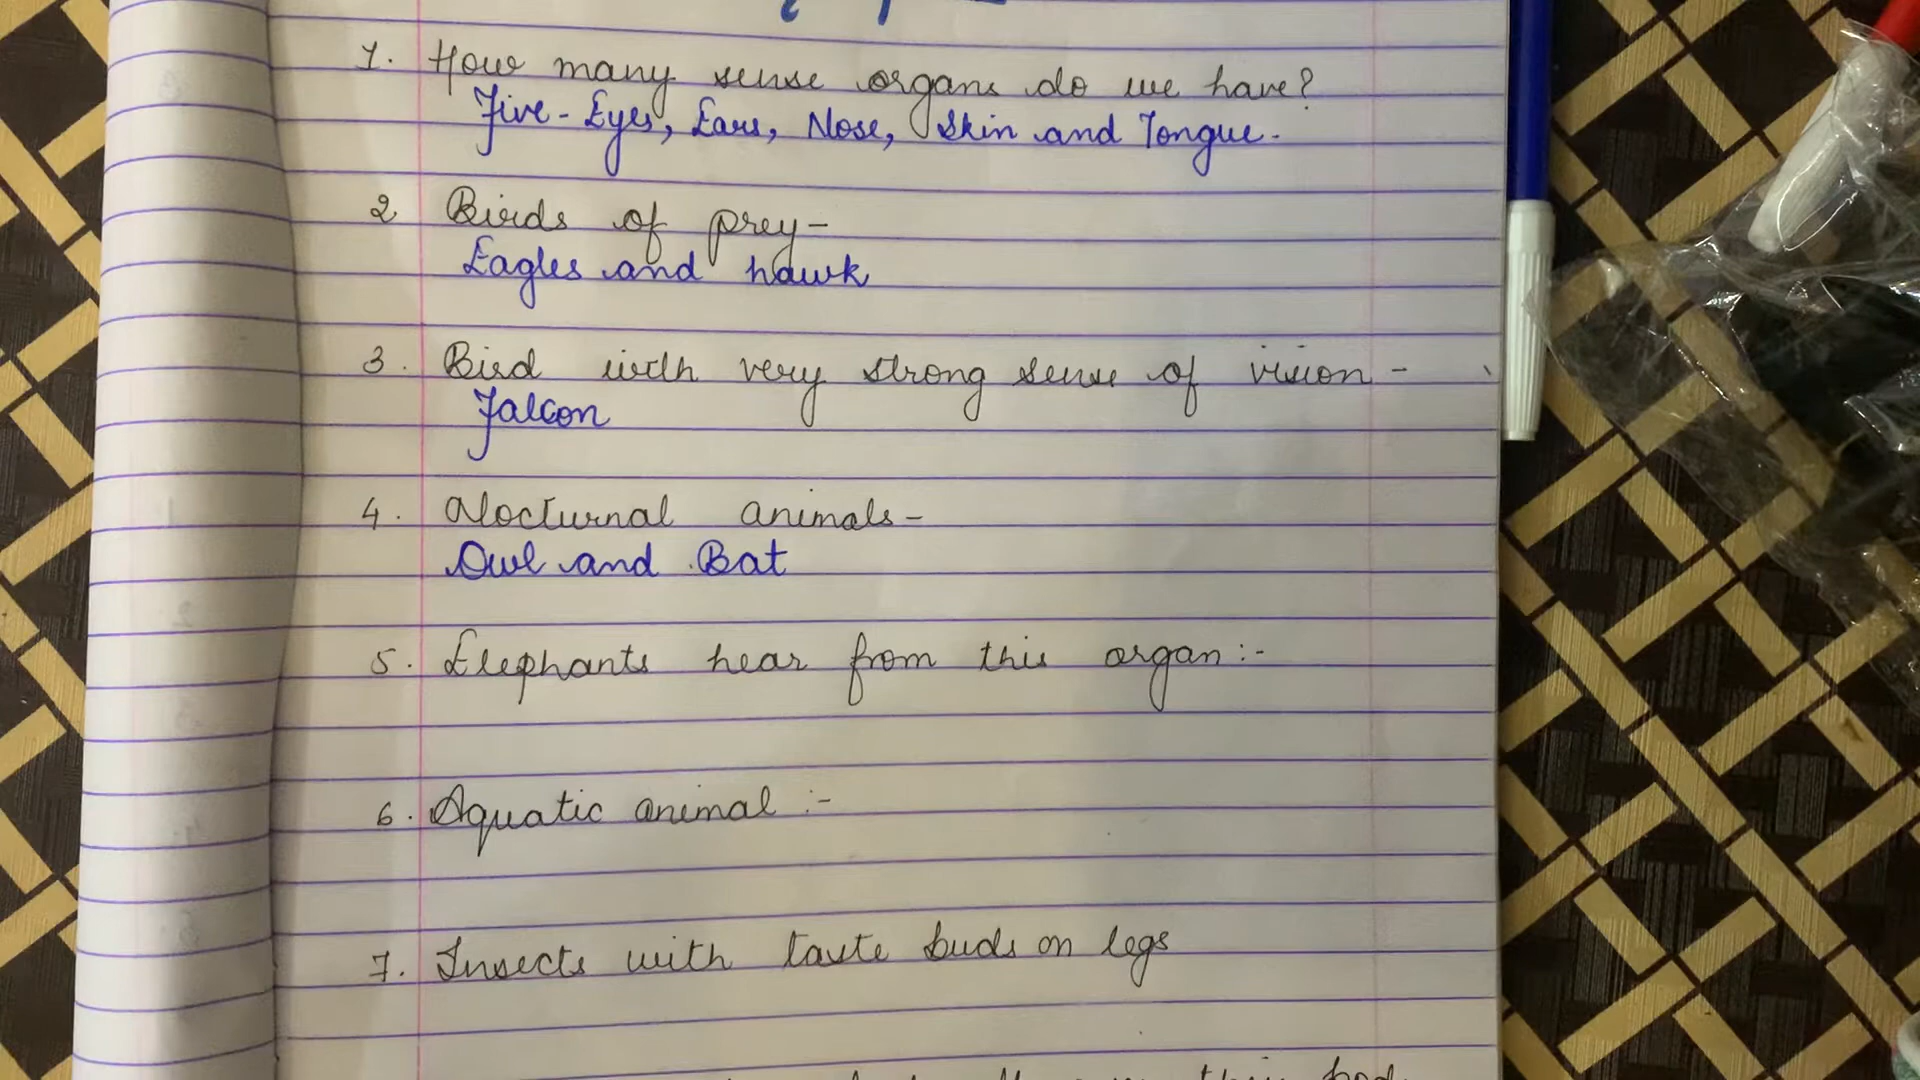 1. How many sense organs do we have?
Five - Eyes, Ears, Nose, Skin and Tongue.
2 Birds of prey -
Eagles and hawk
3. Bird with very strong sense of vision -
Falcon
4. Nocturnal animals -
Owl and Bat
5. Elephants hear from this organ :-
6. Aquatic animal :-
7. Insects with taste buds on legs